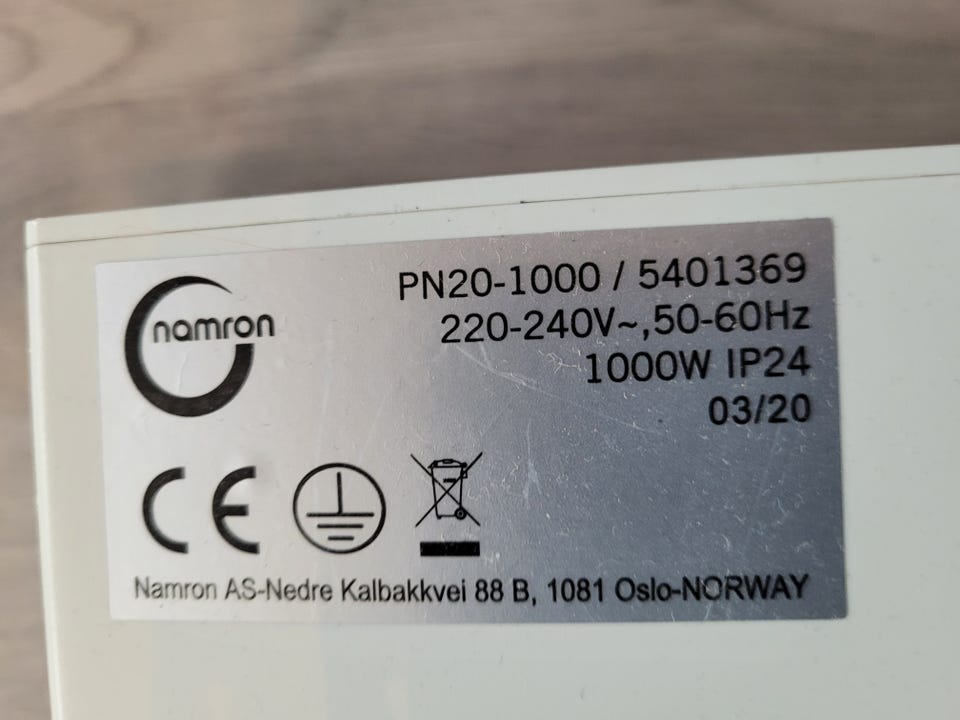 namron
PN20-1000 / 5401369
220-240V~,50-60Hz
1000W IP24
03/20
CE
Namron AS-Nedre Kalbakkvei 88 B, 1081 Oslo-NORWAY